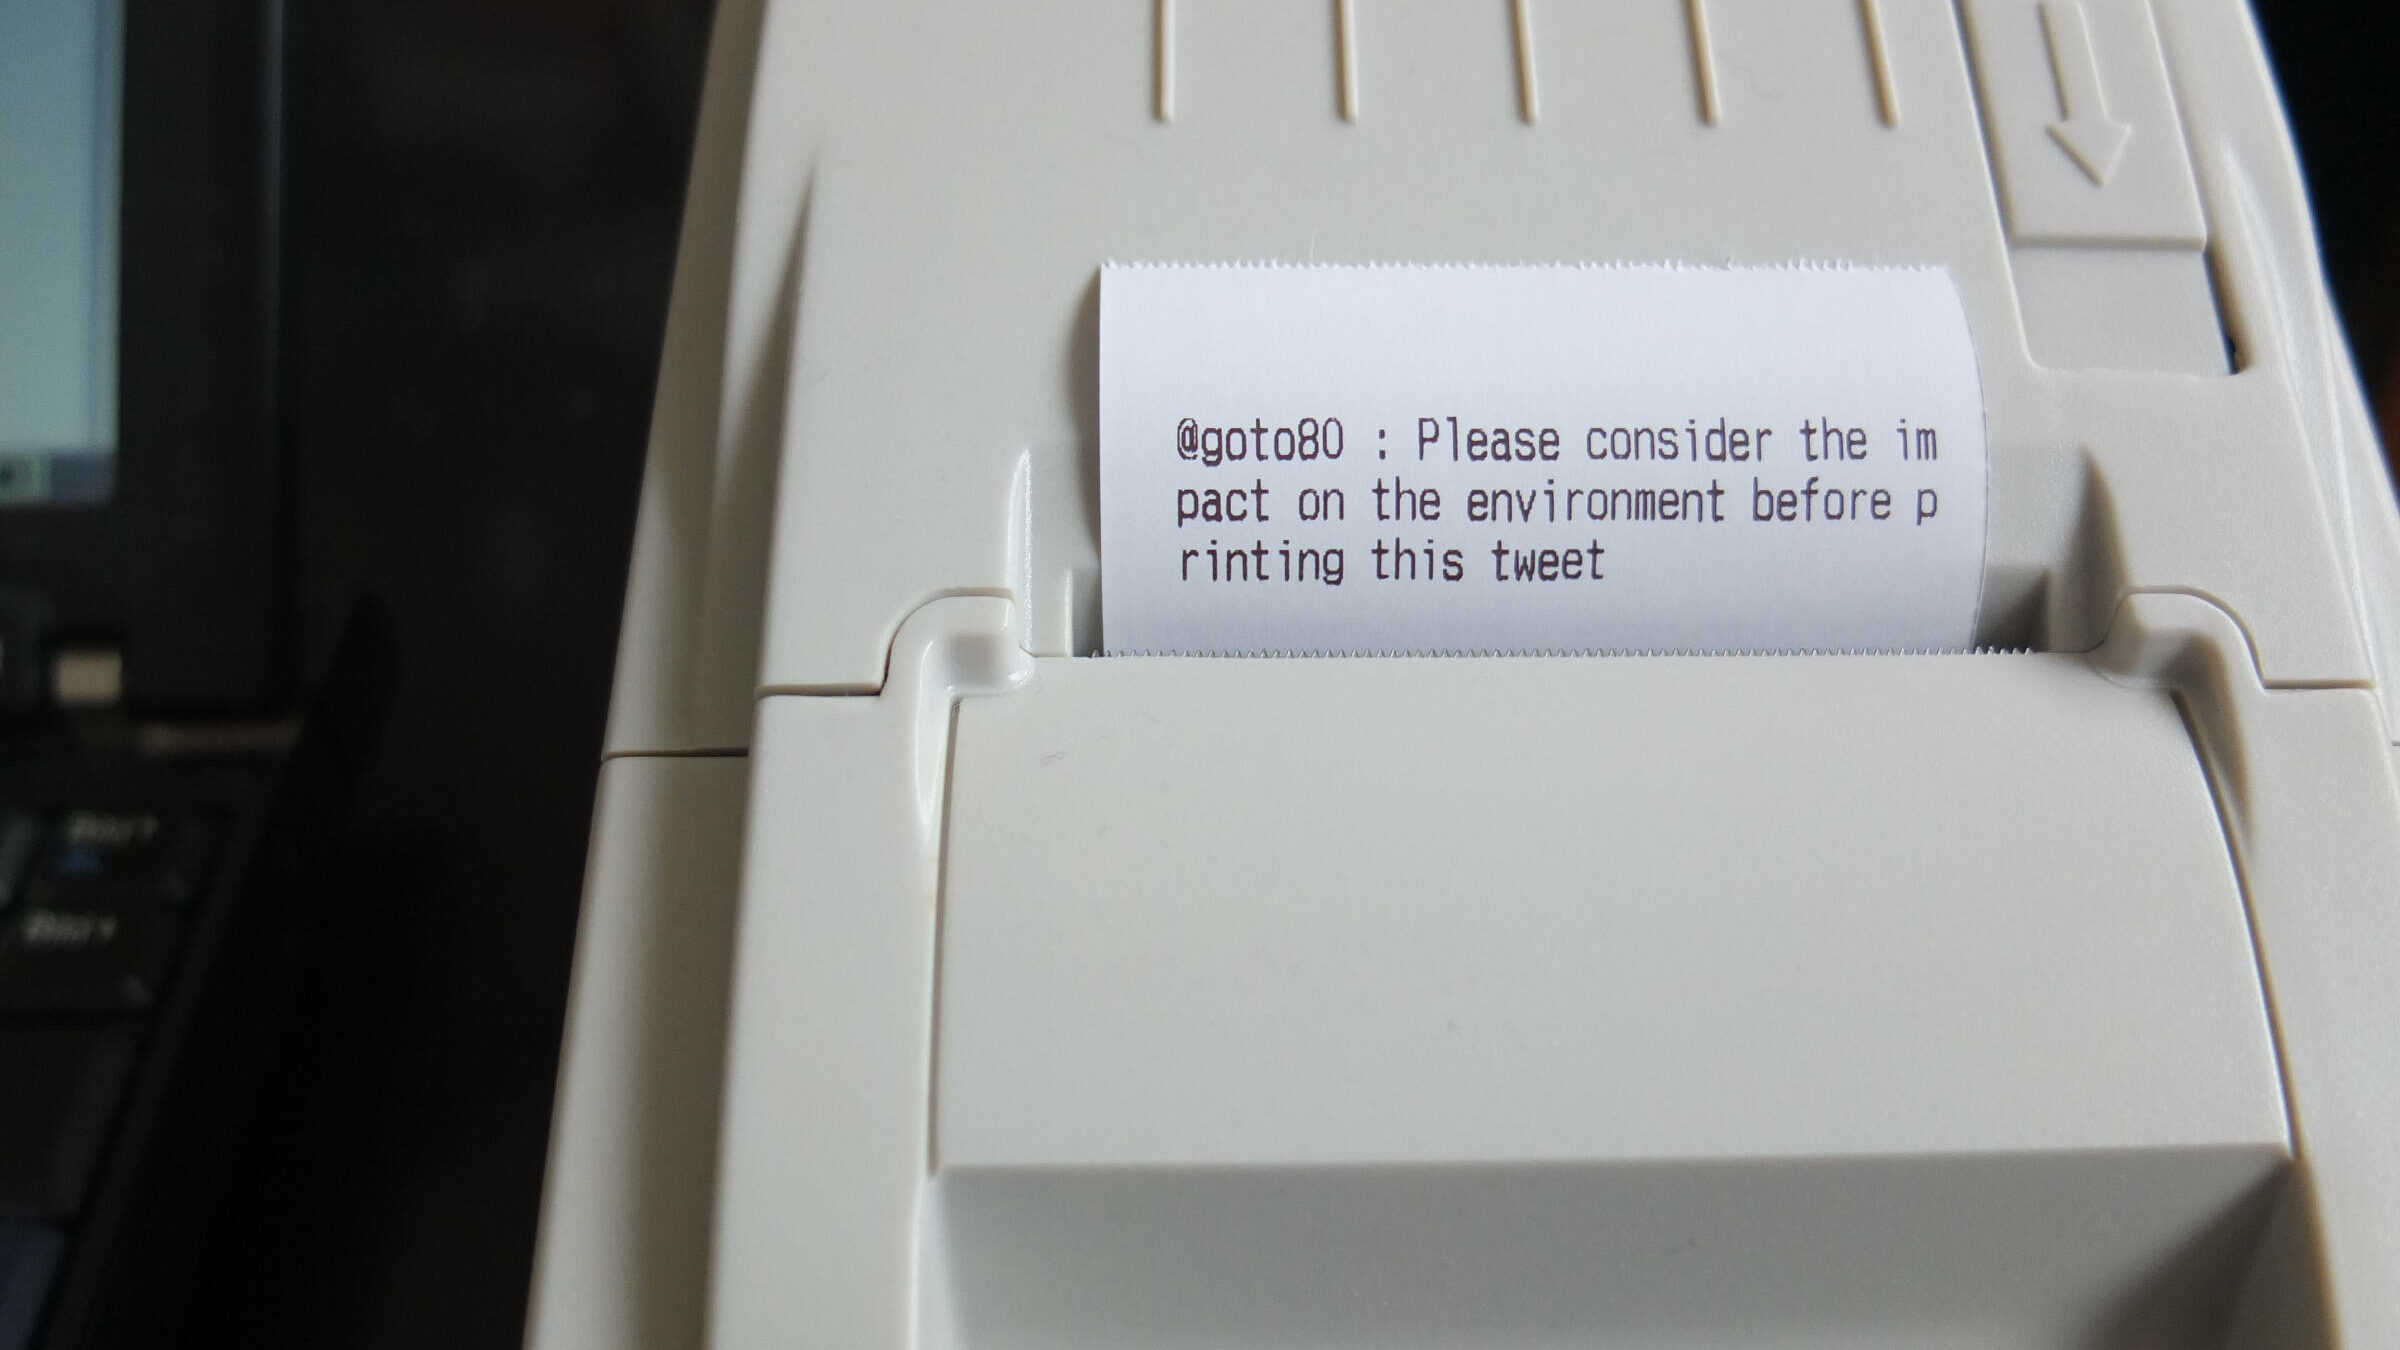 @goto80 : Please consider the im
pact on the environment before p
rinting this tweet